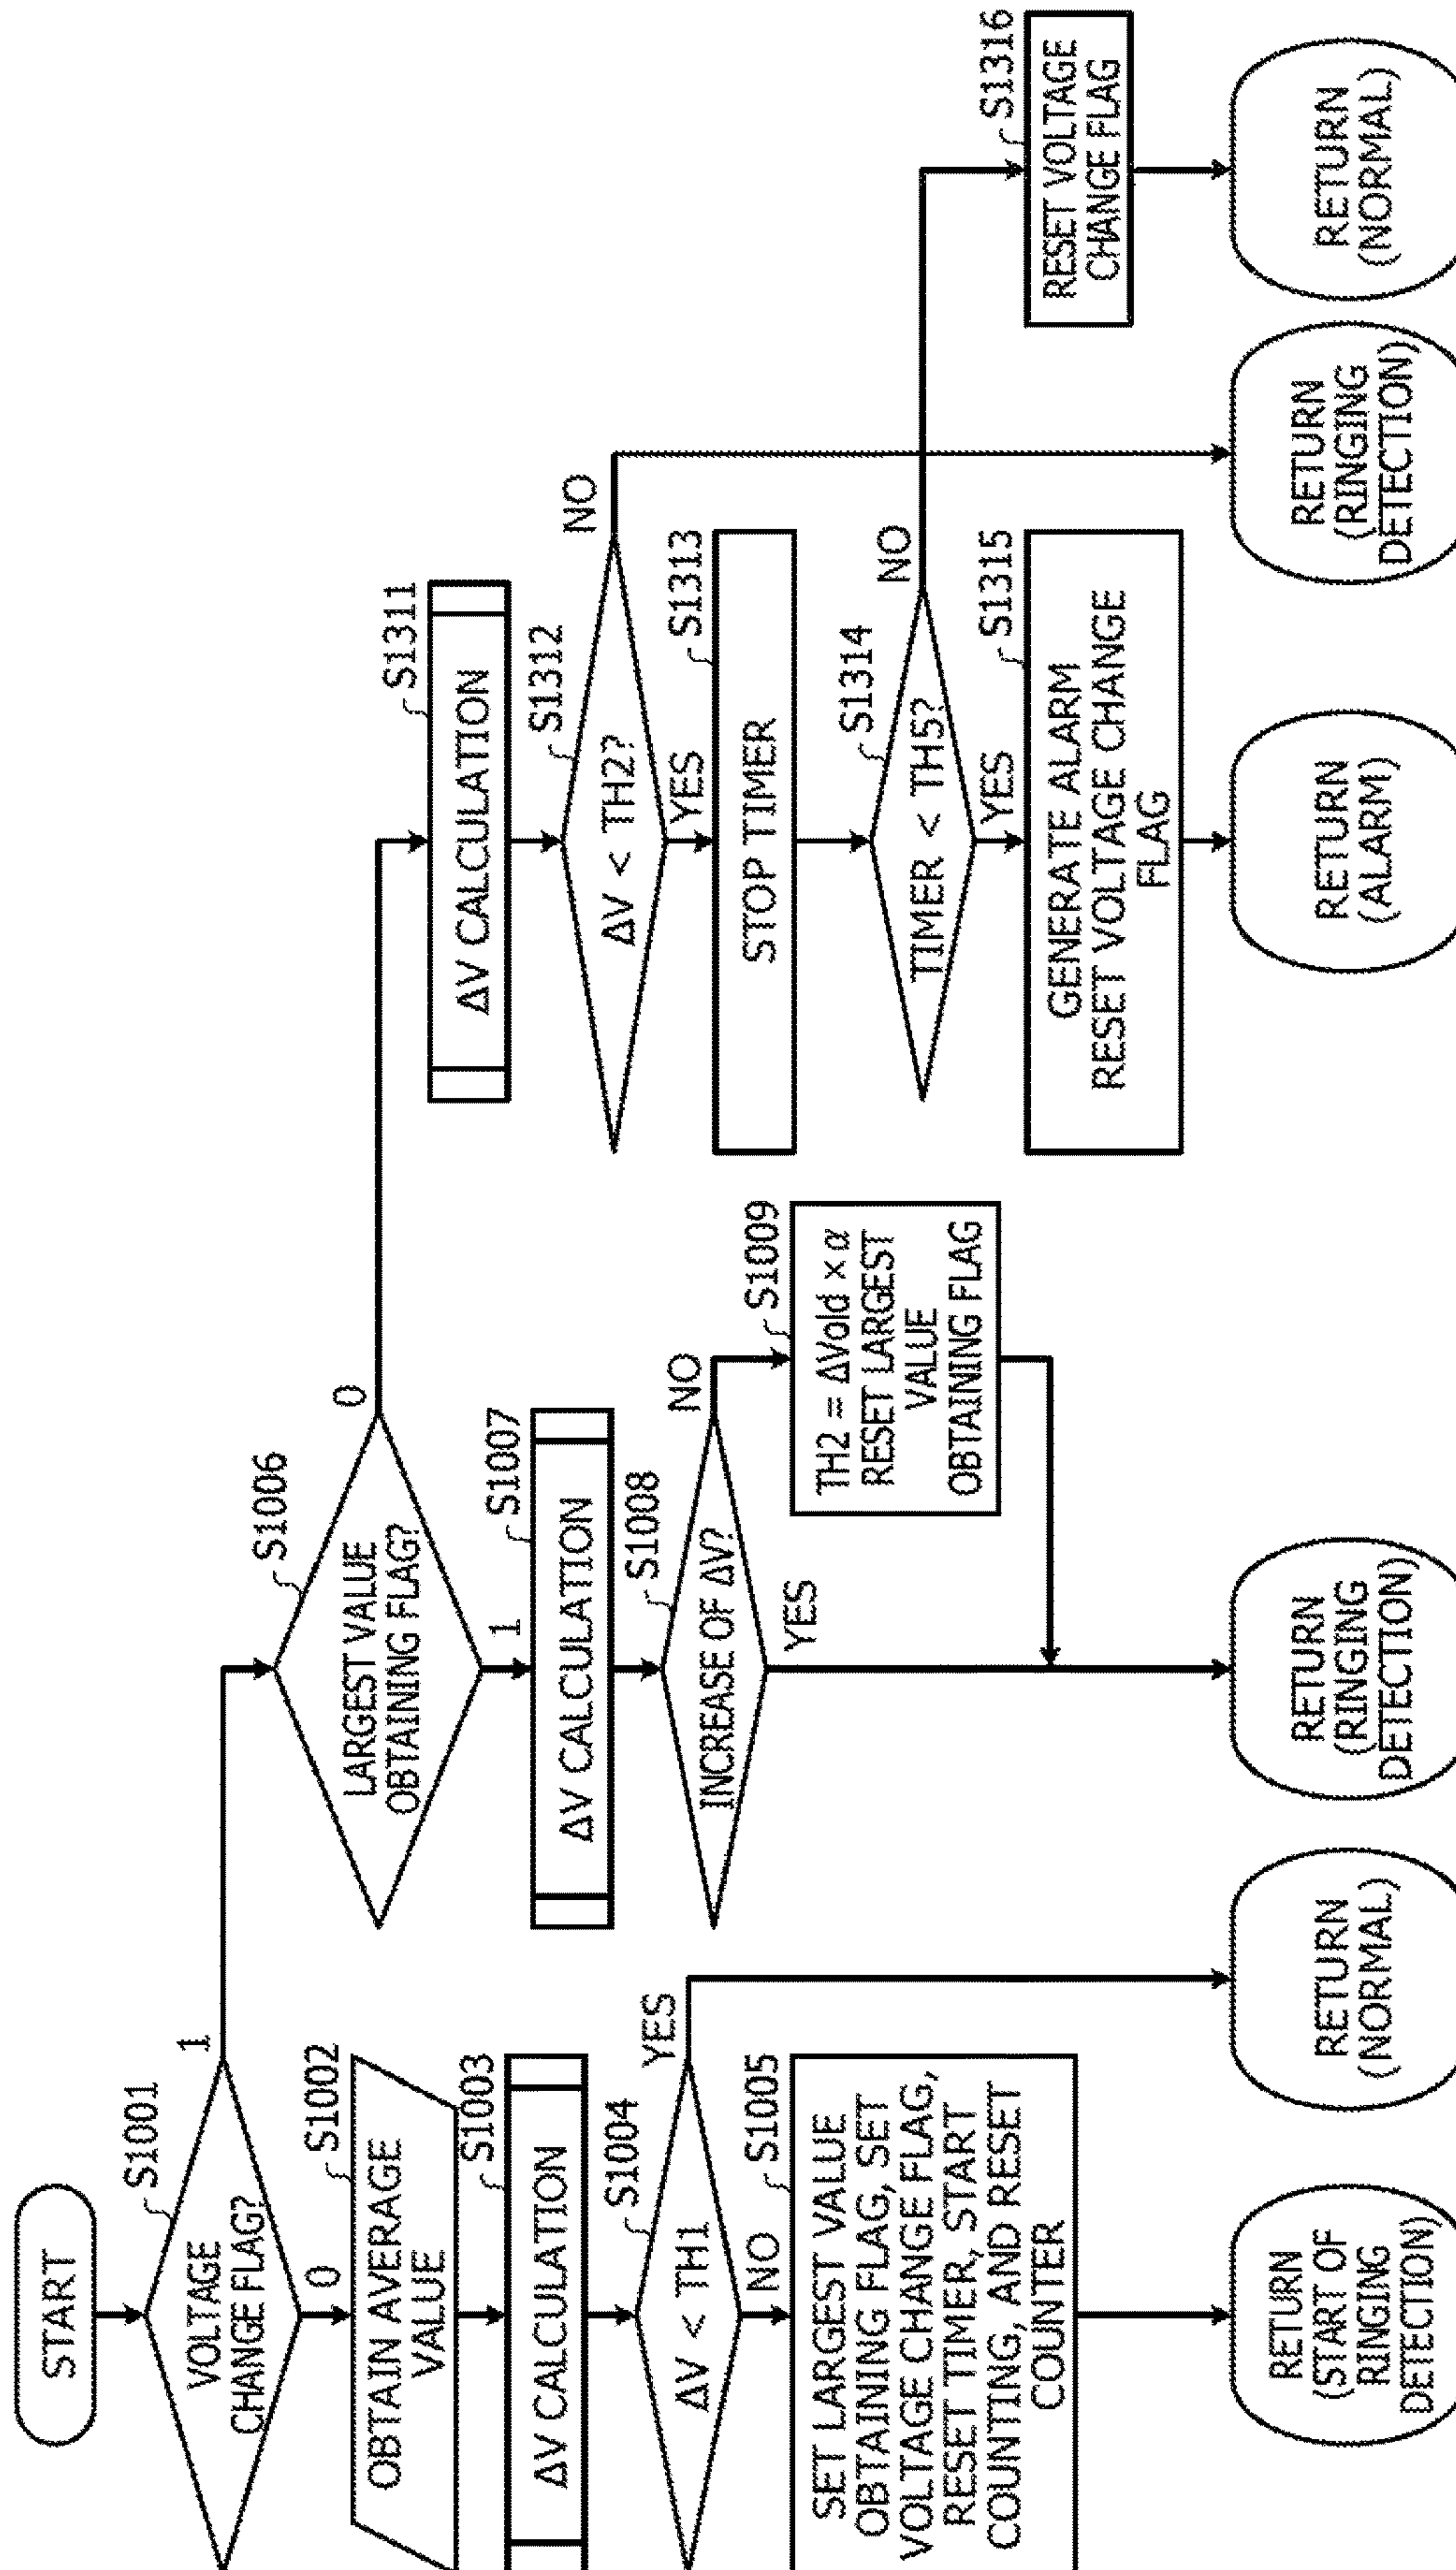 START
S1001
VOLTAGE
CHANGE FLAG?
1
0
S1002
OBTAIN AVERAGE
VALUE
S1003
ΔV CALCULATION
S1004
ΔV < TH1
YES
NO
S1005
SET LARGEST VALUE
OBTAINING FLAG, SET
VOLTAGE CHANGE FLAG,
RESET TIMER, START
COUNTING, AND RESET
COUNTER
RETURN
(START OF
RINGING
DETECTION)
RETURN
(NORMAL)
S1006
LARGEST VALUE
OBTAINING FLAG?
0
1
S1007
ΔV CALCULATION
S1008
INCREASE OF ΔV?
NO
YES
S1009
TH2 = ΔVold × α
RESET LARGEST
VALUE
OBTAINING FLAG
RETURN
(RINGING
DETECTION)
S1311
ΔV CALCULATION
S1312
ΔV < TH2?
NO
YES
S1313
STOP TIMER
S1314
TIMER < TH5?
NO
YES
S1315
GENERATE ALARM
RESET VOLTAGE CHANGE
FLAG
RETURN
(ALARM)
RETURN
(RINGING
DETECTION)
S1316
RESET VOLTAGE
CHANGE FLAG
RETURN
(NORMAL)